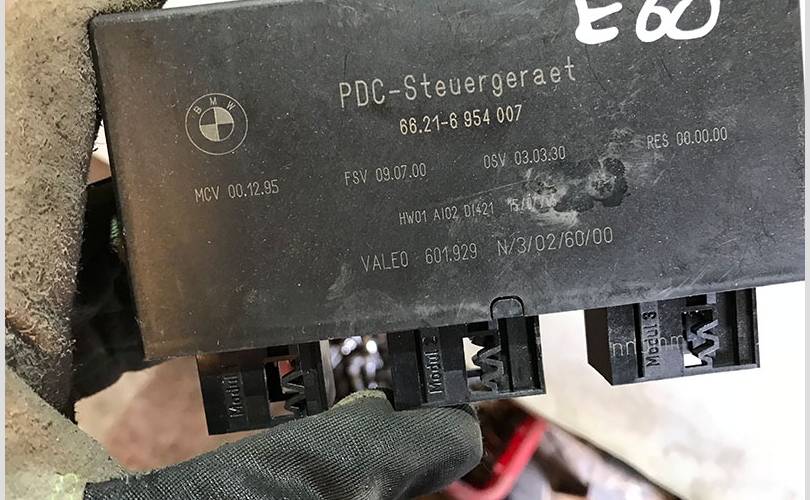 E60
PDC-Steuergeraet
66.21-6 954 007
BMW
MCV 00.12.95 FSV 09.07.00 OSV 03.03.30 RES 00.00.00
HW01 AI02 DI421
VALEO 601.929 N/3/02/60/00
Modul Modul 2 Modul 3